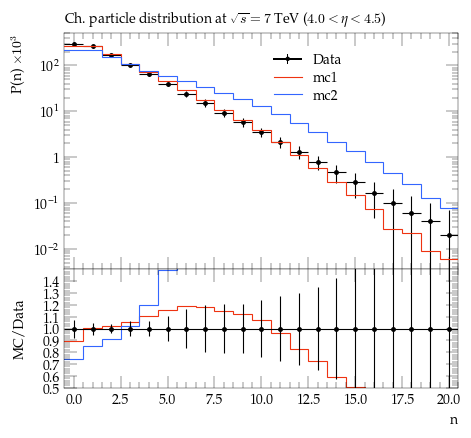 Ch. particle distribution at √s = 7 TeV (4.0 < η < 4.5)
P(n) ×10³
Data
mc1
mc2
10²
10¹
1
10⁻¹
10⁻²
MC/Data
1.4
1.3
1.2
1.1
1.0
0.9
0.8
0.7
0.6
0.5
0.0 2.5 5.0 7.5 10.0 12.5 15.0 17.5 20.0
n